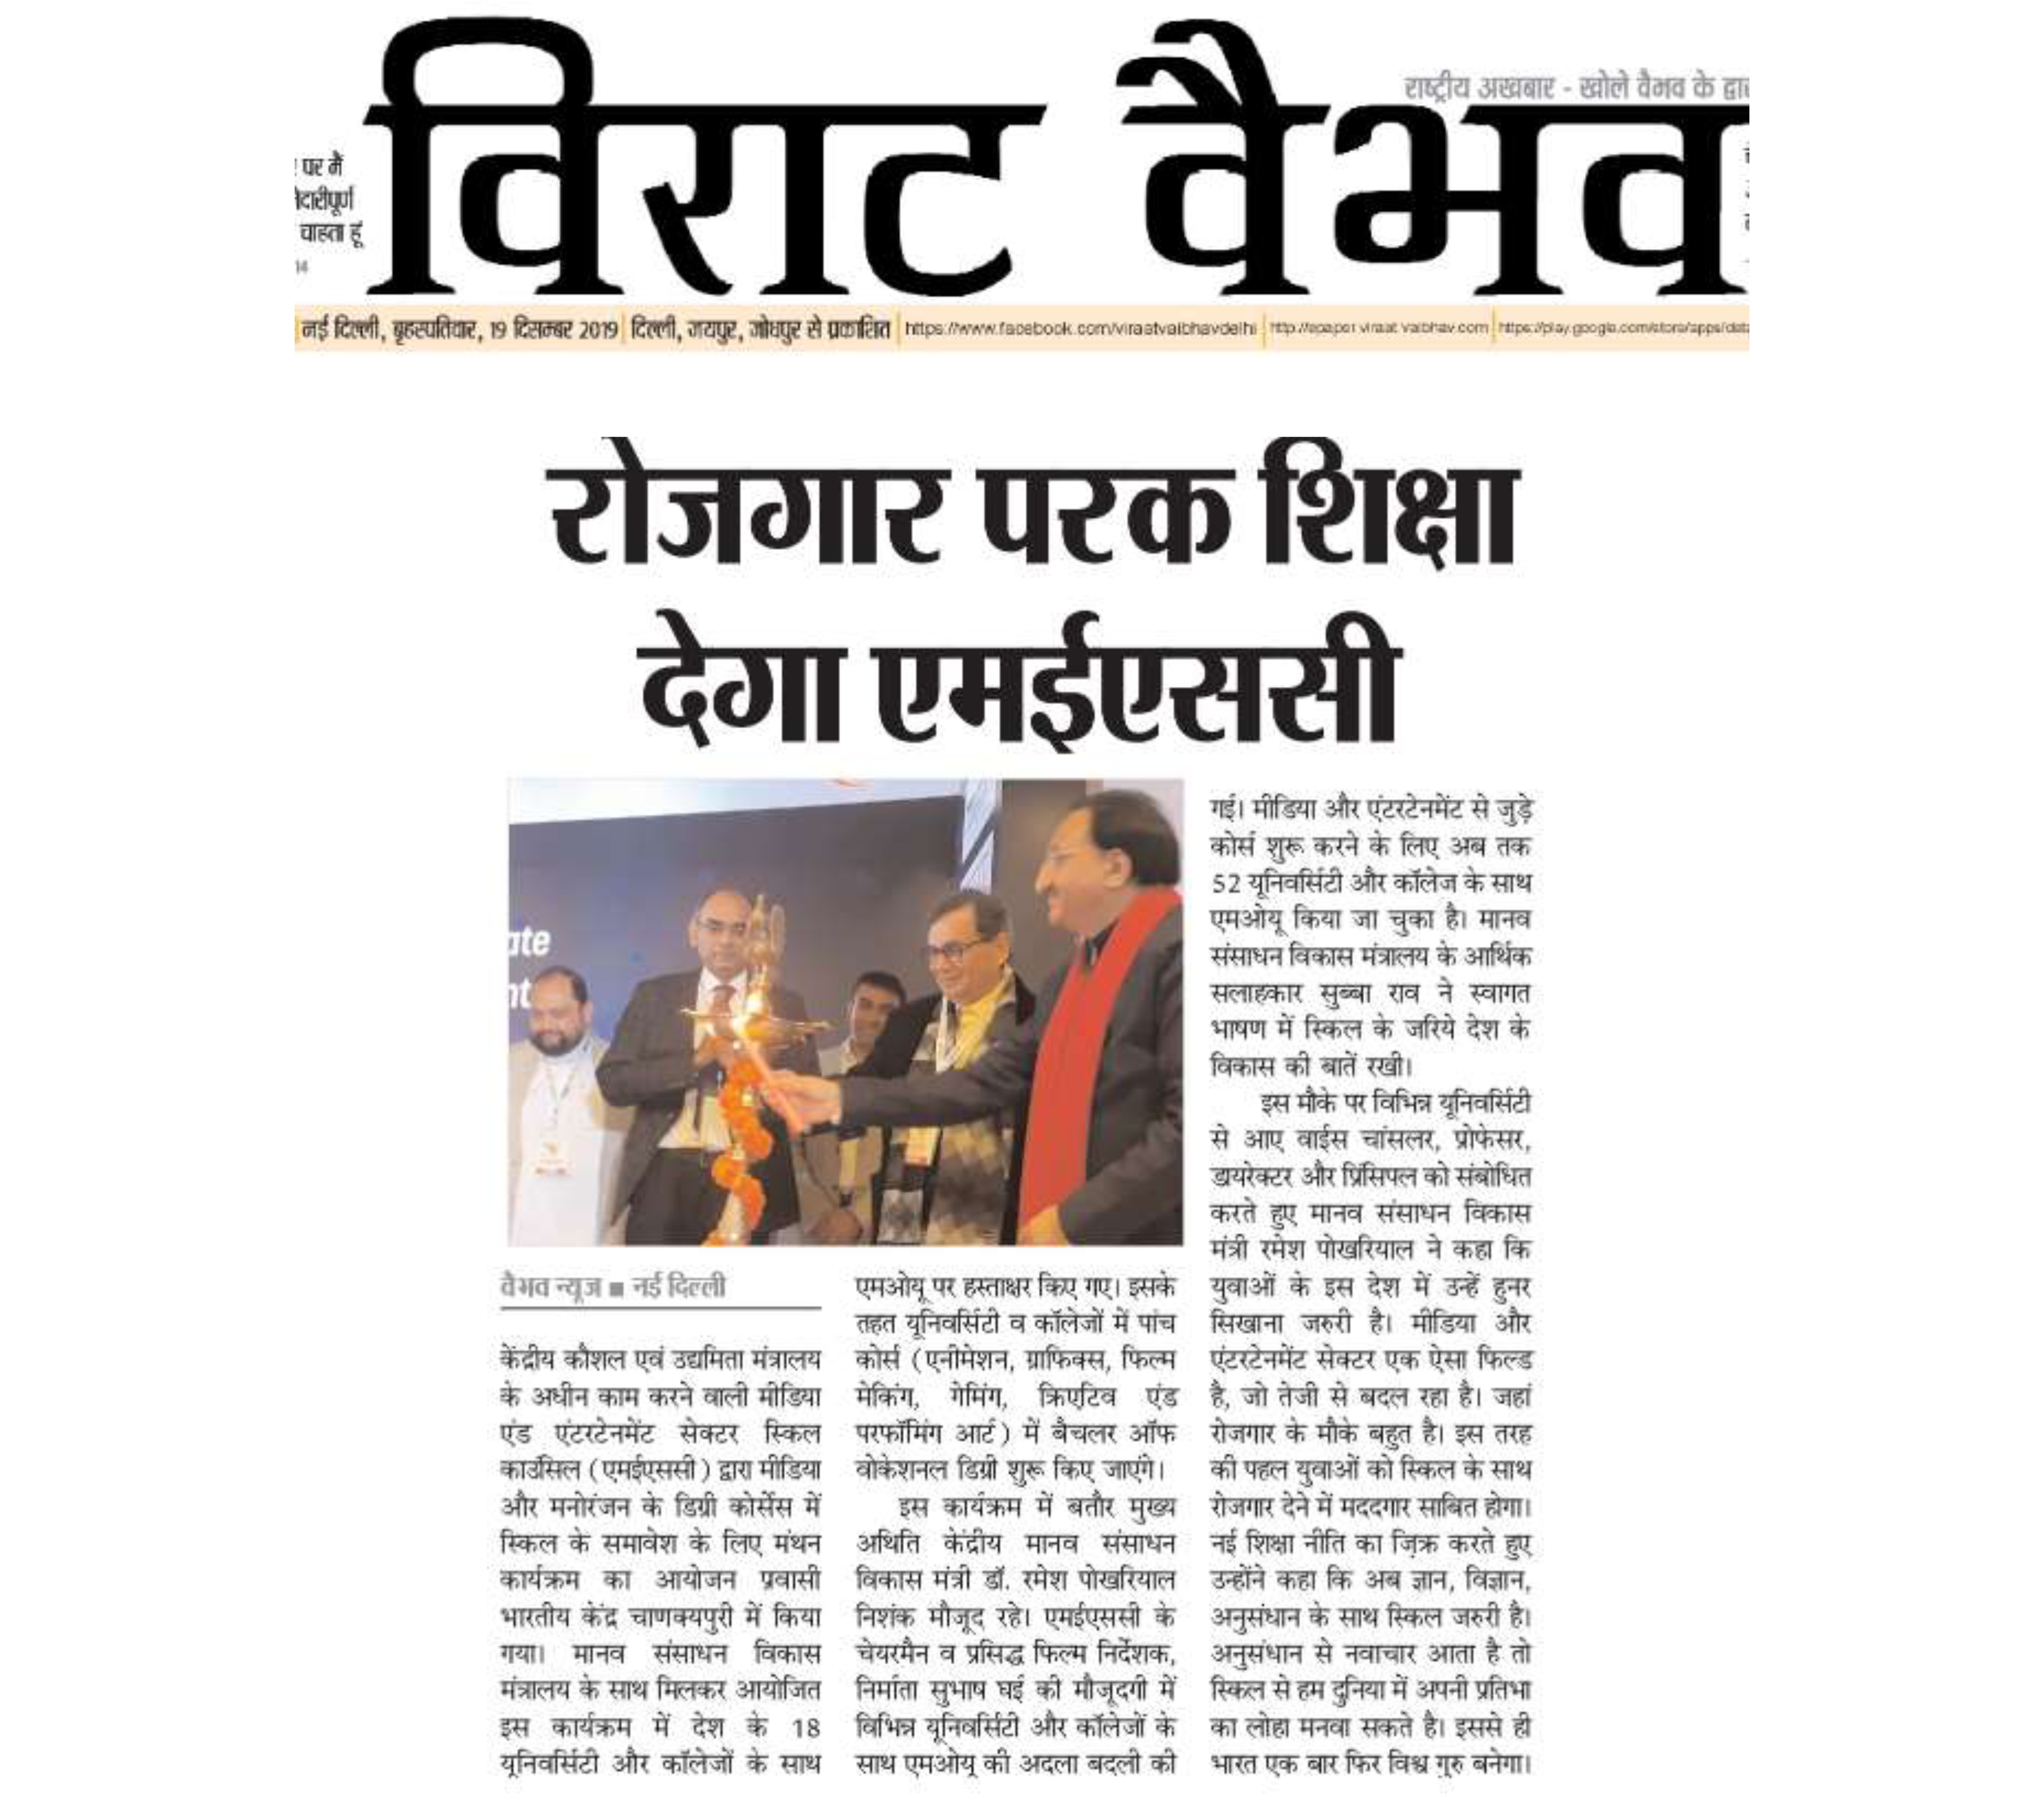 राष्ट्रीय अखबार - खोले वैभव के
विराट वैभव
पर मैं
चाहता हूं
14
नई दिल्ली, बृहस्पतिवार, 19 दिसम्बर 2019
दिल्ली, जयपुर, जोधपुर से प्रकाशित
https://www.facebook.com/viraatvaibhavdelhi
http://epaper.viraat vaibhav.com
https://play.google.com/store/apps/deta
रोजगार परक शिक्षा
देगा एमईएससी
ate
nt
वैभव न्यूज ■ नई दिल्ली
केंद्रीय कौशल एवं उद्यमिता मंत्रालय
के अधीन काम करने वाली मीडिया
एंड एंटरटेनमेंट सेक्टर स्किल
काउंसिल (एमईएससी) द्वारा मीडिया
और मनोरंजन के डिग्री कोर्सेस में
स्किल के समावेश के लिए मंथन
कार्यक्रम का आयोजन प्रवासी
भारतीय केंद्र चाणक्यपुरी में किया
गया। मानव संसाधन विकास
मंत्रालय के साथ मिलकर आयोजित
इस कार्यक्रम में देश के 18
यूनिवर्सिटी और कॉलेजों के साथ
एमओयू पर हस्ताक्षर किए गए। इसके
तहत यूनिवर्सिटी व कॉलेजों में पांच
कोर्स (एनीमेशन, ग्राफिक्स, फिल्म
मेकिंग, गेमिंग, क्रिएटिव एंड
परफॉर्मिंग आर्ट) में बैचलर ऑफ
वोकेशनल डिग्री शुरू किए जाएंगे।
इस कार्यक्रम में बतौर मुख्य
अथिति केंद्रीय मानव संसाधन
विकास मंत्री डॉ. रमेश पोखरियाल
निशंक मौजूद रहे। एमईएससी के
चेयरमैन व प्रसिद्ध फिल्म निर्देशक,
निर्माता सुभाष घई की मौजूदगी में
विभिन्न यूनिवर्सिटी और कॉलेजों के
साथ एमओयू की अदला बदली की
गई। मीडिया और एंटरटेनमेंट से जुड़े
कोर्स शुरू करने के लिए अब तक
52 यूनिवर्सिटी और कॉलेज के साथ
एमओयू किया जा चुका है। मानव
संसाधन विकास मंत्रालय के आर्थिक
सलाहकार सुब्बा राव ने स्वागत
भाषण में स्किल के जरिये देश के
विकास की बातें रखी।
इस मौके पर विभिन्न यूनिवर्सिटी
से आए वाईस चांसलर, प्रोफेसर,
डायरेक्टर और प्रिंसिपल को संबोधित
करते हुए मानव संसाधन विकास
मंत्री रमेश पोखरियाल ने कहा कि
युवाओं के इस देश में उन्हें हुनर
सिखाना जरुरी है। मीडिया और
एंटरटेनमेंट सेक्टर एक ऐसा फिल्ड
है, जो तेजी से बदल रहा है। जहां
रोजगार के मौके बहुत है। इस तरह
की पहल युवाओं को स्किल के साथ
रोजगार देने में मददगार साबित होगा।
नई शिक्षा नीति का ज़िक्र करते हुए
उन्होंने कहा कि अब ज्ञान, विज्ञान,
अनुसंधान के साथ स्किल जरुरी है।
अनुसंधान से नवाचार आता है तो
स्किल से हम दुनिया में अपनी प्रतिभा
का लोहा मनवा सकते है। इससे ही
भारत एक बार फिर विश्व गुरु बनेगा।